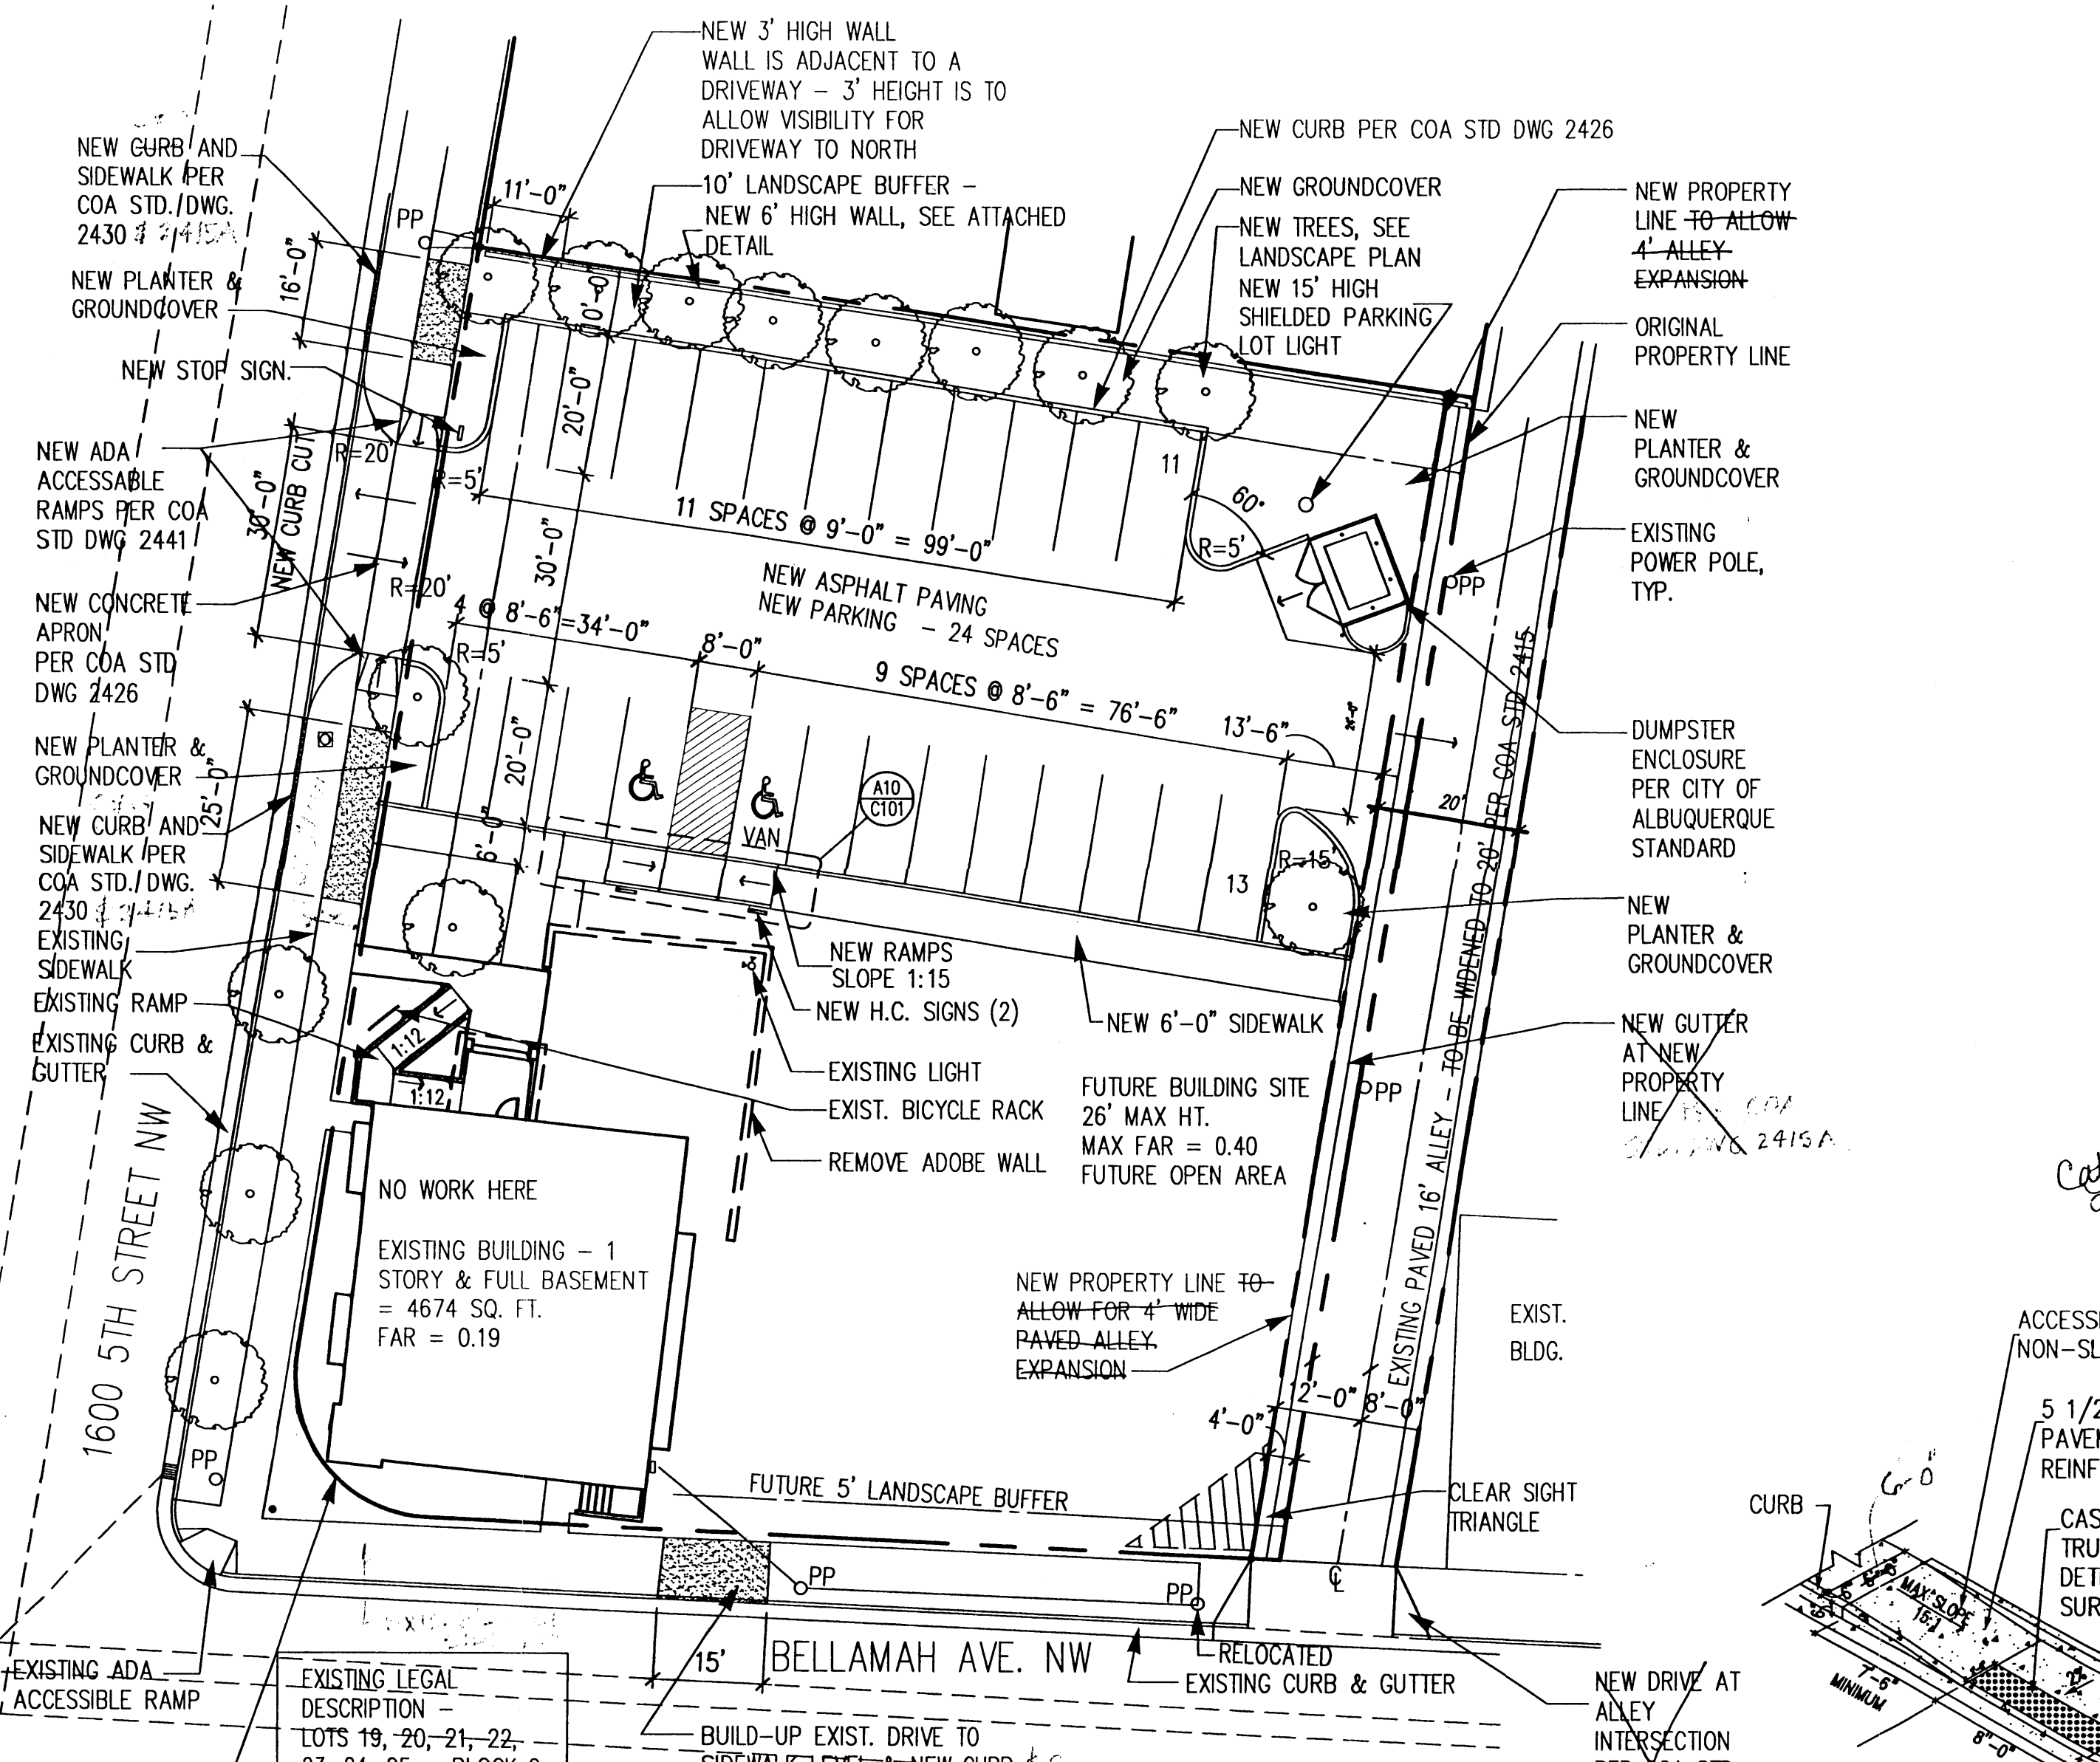 NEW 3' HIGH WALL
WALL IS ADJACENT TO A
DRIVEWAY – 3' HEIGHT IS TO
ALLOW VISIBILITY FOR
DRIVEWAY TO NORTH
10' LANDSCAPE BUFFER –
NEW 6' HIGH WALL, SEE ATTACHED
DETAIL
NEW CURB PER COA STD DWG 2426
NEW GROUNDCOVER
NEW TREES, SEE
LANDSCAPE PLAN
NEW 15' HIGH
SHIELDED PARKING
LOT LIGHT
NEW PROPERTY
LINE TO ALLOW
4' ALLEY
EXPANSION
ORIGINAL
PROPERTY LINE
NEW
PLANTER &
GROUNDCOVER
EXISTING
POWER POLE,
TYP.
DUMPSTER
ENCLOSURE
PER CITY OF
ALBUQUERQUE
STANDARD
NEW
PLANTER &
GROUNDCOVER
NEW GUTTER
AT NEW
PROPERTY
LINE
COA
DWG 2415A
NEW CURB AND
SIDEWALK PER
COA STD. DWG.
2430 & 2415A
NEW PLANTER &
GROUNDCOVER
NEW STOP SIGN.
NEW ADA
ACCESSABLE
RAMPS PER COA
STD DWG 2441
NEW CONCRETE
APRON
PER COA STD
DWG 2426
NEW PLANTER &
GROUNDCOVER
NEW CURB AND
SIDEWALK PER
COA STD. DWG.
2430 & 2415A
EXISTING
SIDEWALK
EXISTING RAMP
EXISTING CURB &
GUTTER
1600 5TH STREET NW
PP
11'-0"
16'-0"
10'-0"
20'-0"
R=20'
R=5'
30'-0"
NEW CURB CUT
R=20'
R=5'
25'-0"
30'-0"
20'-0"
6'-0"
11
60°
R=5'
11 SPACES @ 9'-0" = 99'-0"
NEW ASPHALT PAVING
NEW PARKING – 24 SPACES
4 @ 8'-6"=34'-0"
8'-0"
9 SPACES @ 8'-6" = 76'-6"
13'-6"
PP
20'
VAN
A10
C101
R=15'
13
NEW RAMPS
SLOPE 1:15
NEW H.C. SIGNS (2)
NEW 6'-0" SIDEWALK
EXISTING LIGHT
EXIST. BICYCLE RACK
REMOVE ADOBE WALL
1:12
1:12
FUTURE BUILDING SITE
26' MAX HT.
MAX FAR = 0.40
FUTURE OPEN AREA
PP
EXISTING PAVED 16' ALLEY – TO BE WIDENED TO 20' PER COA STD 2415
NO WORK HERE
EXISTING BUILDING – 1
STORY & FULL BASEMENT
= 4674 SQ. FT.
FAR = 0.19
NEW PROPERTY LINE TO
ALLOW FOR 4' WIDE
PAVED ALLEY
EXPANSION
EXIST.
BLDG.
12'-0"
8'-0"
4'-0"
FUTURE 5' LANDSCAPE BUFFER
CLEAR SIGHT
TRIANGLE
PP
PP
PP
℄
15'
BELLAMAH AVE. NW
RELOCATED
EXISTING CURB & GUTTER
EXISTING ADA
ACCESSIBLE RAMP
EXISTING LEGAL
DESCRIPTION –
LOTS 19, 20, 21, 22,
BUILD-UP EXIST. DRIVE TO
SIDEWALK LEVEL & NEW CURB
NEW DRIVE AT
ALLEY
INTERSECTION
CURB
6'-0"
MAX SLOPE
15:1
7'-6"
MINIMUM
8"-0"
5 1/2